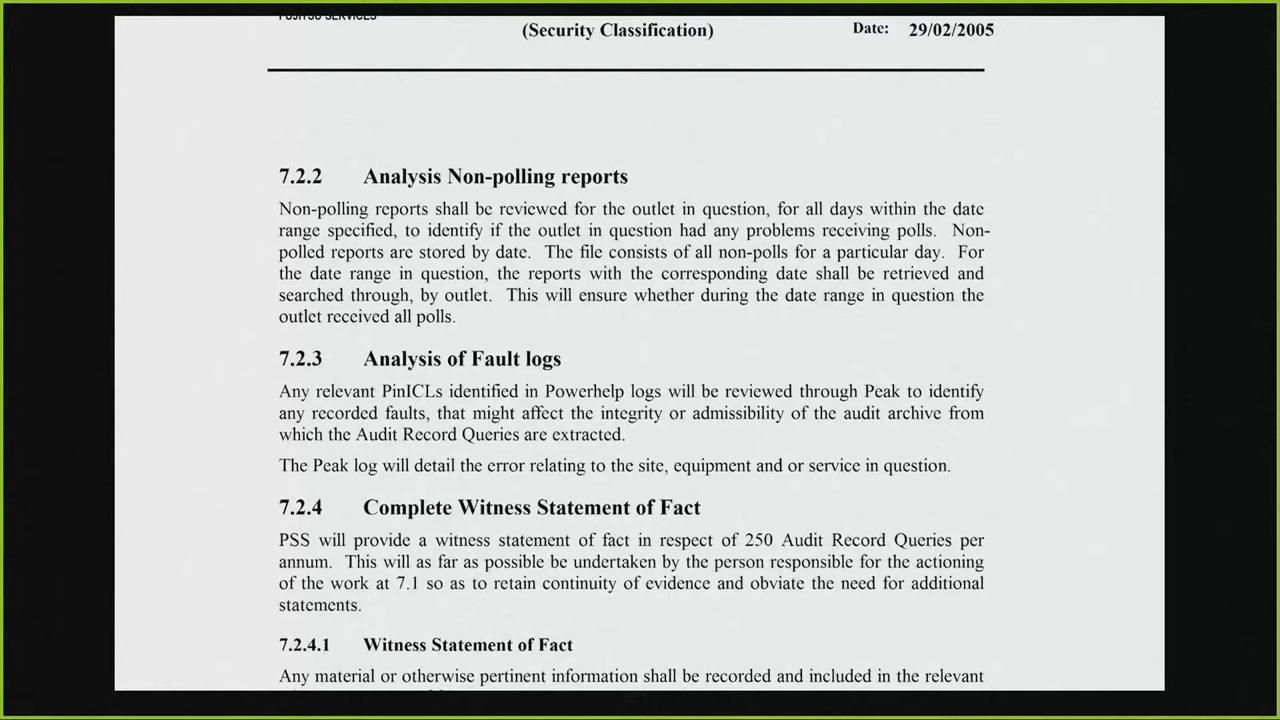 FUJITSU SERVICES
(Security Classification)
Date: 29/02/2005
7.2.2 Analysis Non-polling reports
Non-polling reports shall be reviewed for the outlet in question, for all days within the date
range specified, to identify if the outlet in question had any problems receiving polls. Non-
polled reports are stored by date. The file consists of all non-polls for a particular day. For
the date range in question, the reports with the corresponding date shall be retrieved and
searched through, by outlet. This will ensure whether during the date range in question the
outlet received all polls.
7.2.3 Analysis of Fault logs
Any relevant PinICLs identified in Powerhelp logs will be reviewed through Peak to identify
any recorded faults, that might affect the integrity or admissibility of the audit archive from
which the Audit Record Queries are extracted.
The Peak log will detail the error relating to the site, equipment and or service in question.
7.2.4 Complete Witness Statement of Fact
PSS will provide a witness statement of fact in respect of 250 Audit Record Queries per
annum. This will as far as possible be undertaken by the person responsible for the actioning
of the work at 7.1 so as to retain continuity of evidence and obviate the need for additional
statements.
7.2.4.1 Witness Statement of Fact
Any material or otherwise pertinent information shall be recorded and included in the relevant